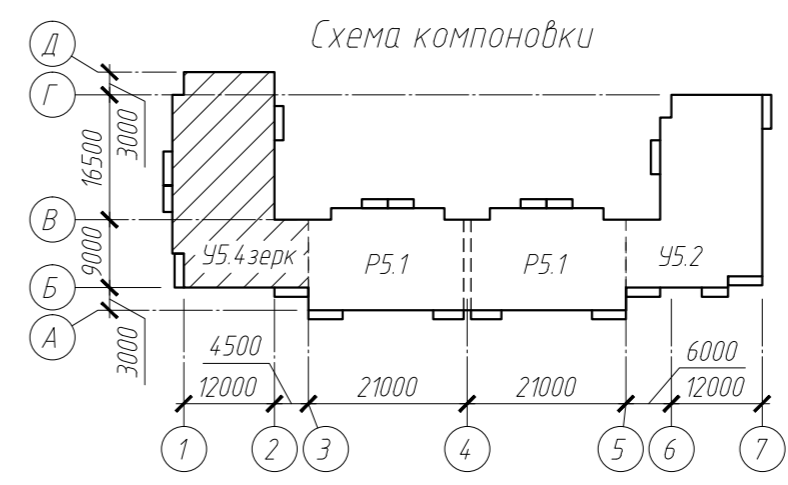 Схема компоновки
Д
Г
3000
16500
В
9000
Б
А
3000
У5.4зерк
Р5.1
Р5.1
У5.2
4500
6000
12000
21000
21000
12000
1
2
3
4
5
6
7